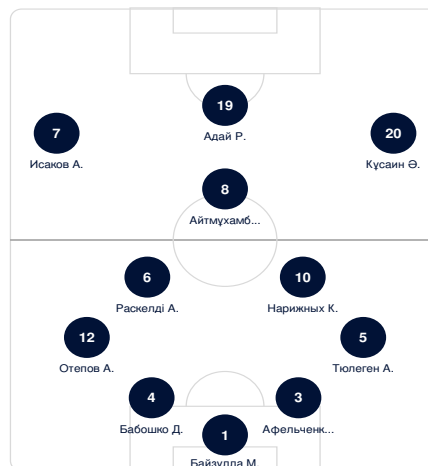 19
Адай Р.
7
Исаков А.
20
Кұсаин Ә.
8
Айтмұхамб...
6
Раскелді А.
10
Нарижных К.
12
Отепов А.
5
Тюлеген А.
4
Бабошко Д.
3
Афельченк...
1
Байзулла М.